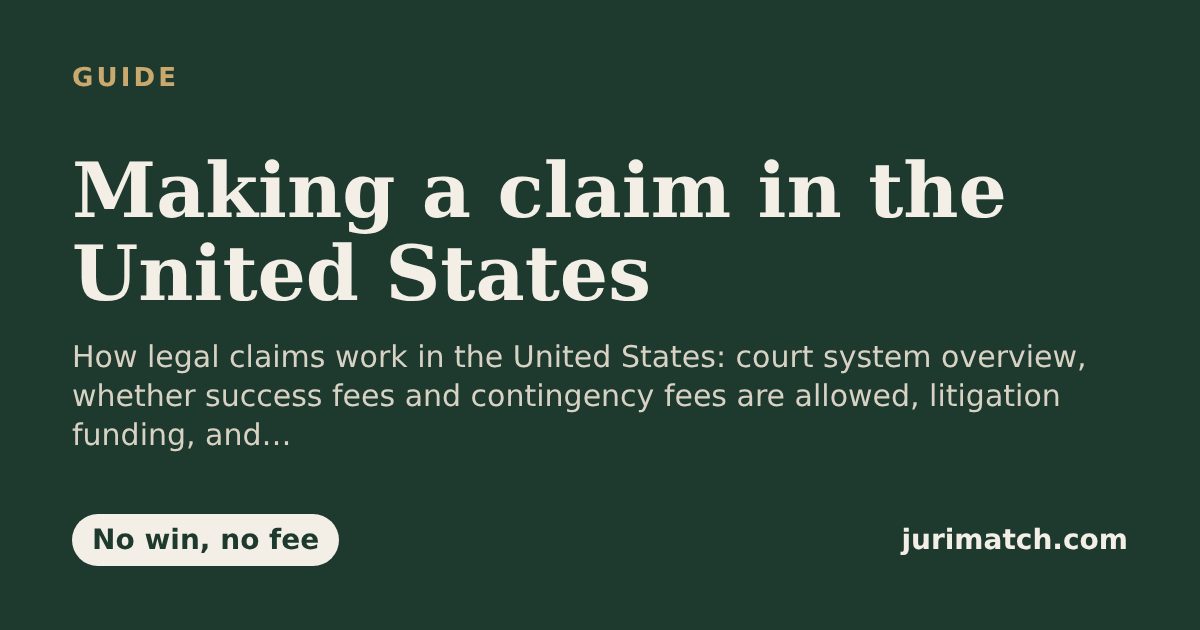 GUIDE
Making a claim in the
United States
How legal claims work in the United States: court system overview,
whether success fees and contingency fees are allowed, litigation
funding, and...
No win, no fee
jurimatch.com